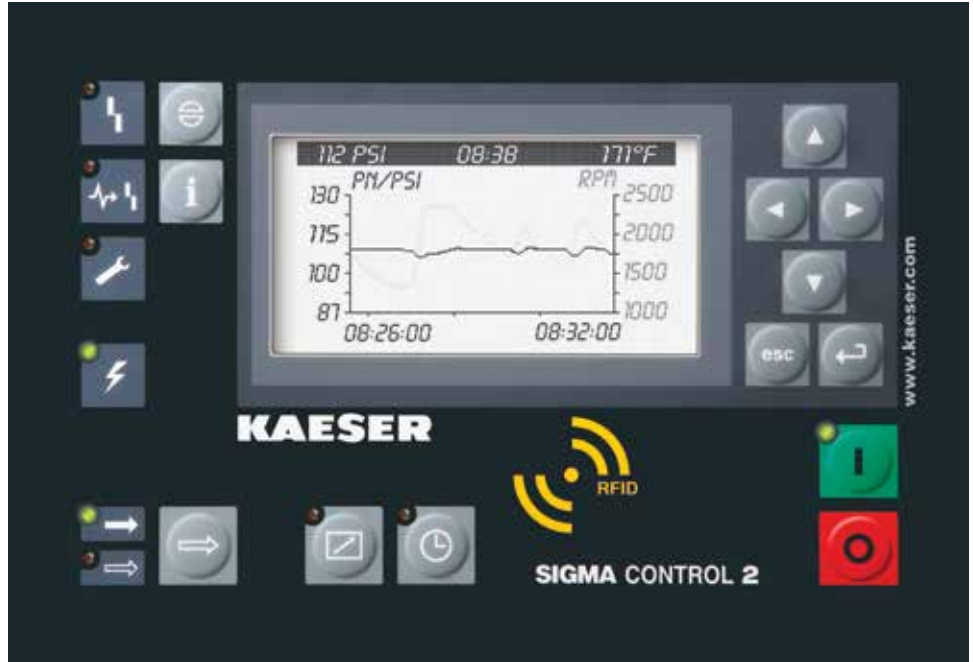 112 PSI 08:38 171°F
PN/PSI RPM
130 2500
115 2000
100 1500
87 1000
08:26:00 08:32:00
i
esc
www.kaeser.com
KAESER
RFID
I
O
SIGMA CONTROL 2